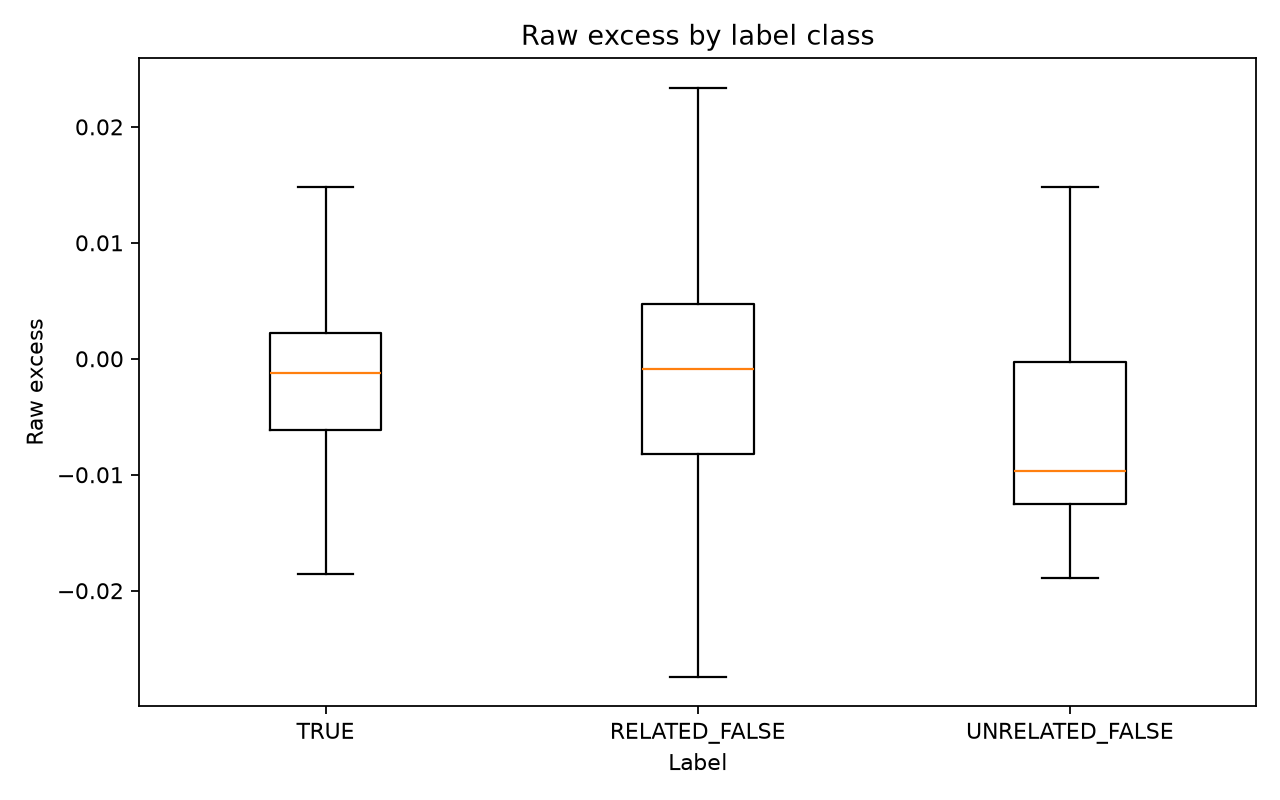 Raw excess by label class
Raw excess
0.02
0.01
0.00
−0.01
−0.02
TRUE
RELATED_FALSE
UNRELATED_FALSE
Label